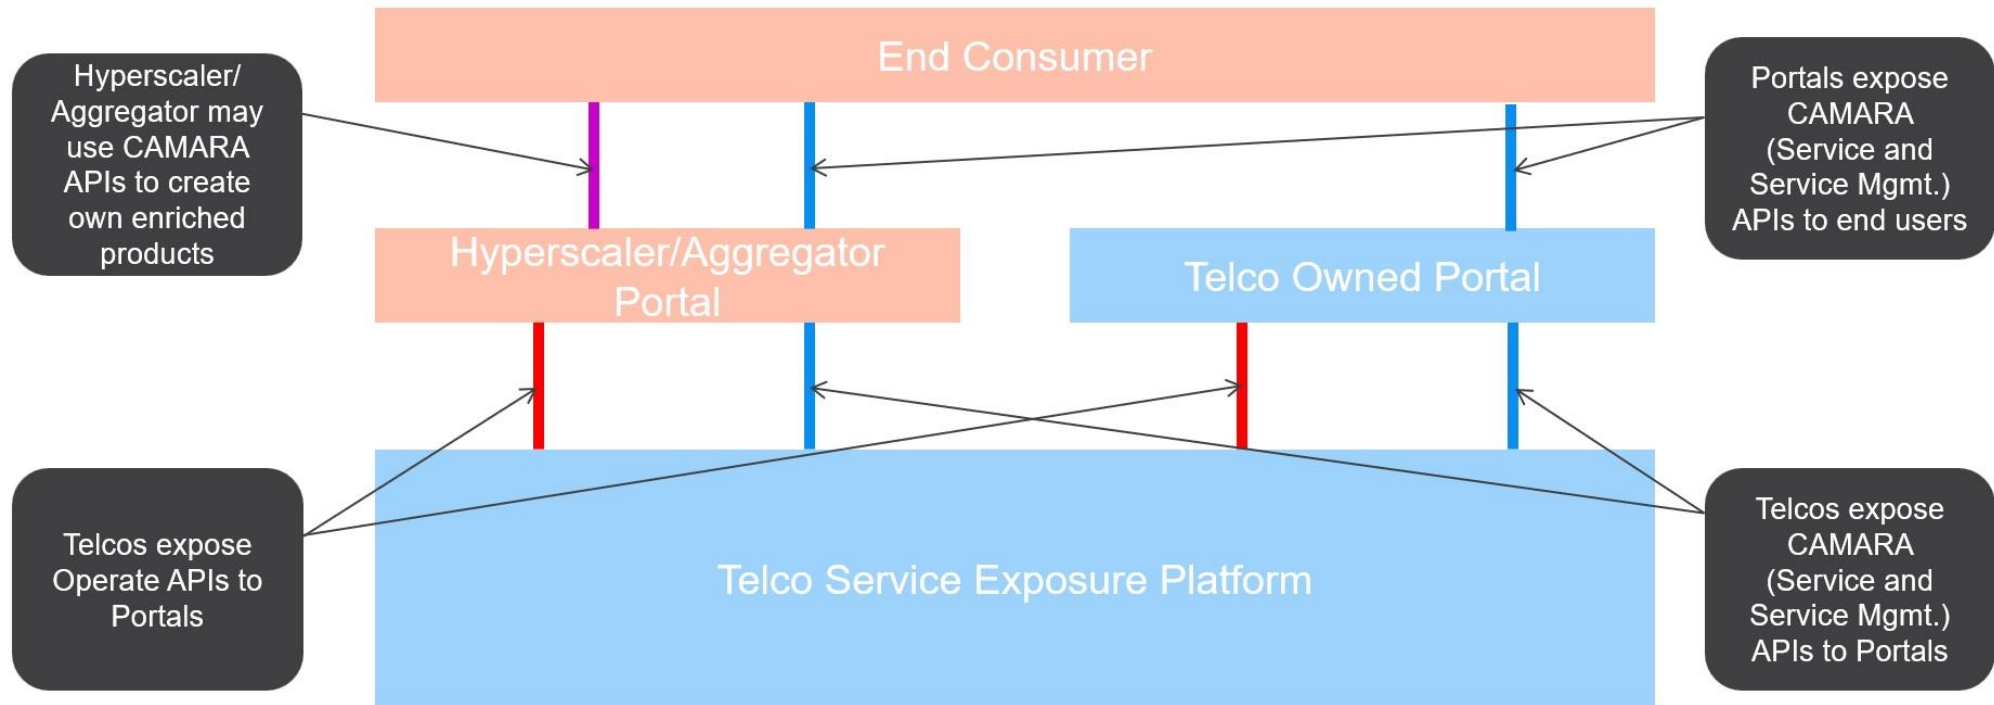 End Consumer
Hyperscaler/
Aggregator may
use CAMARA
APIs to create
own enriched
products
Portals expose
CAMARA
(Service and
Service Mgmt.)
APIs to end users
Hyperscaler/Aggregator
Portal
Telco Owned Portal
Telcos expose
Operate APIs to
Portals
Telco Service Exposure Platform
Telcos expose
CAMARA
(Service and
Service Mgmt.)
APIs to Portals